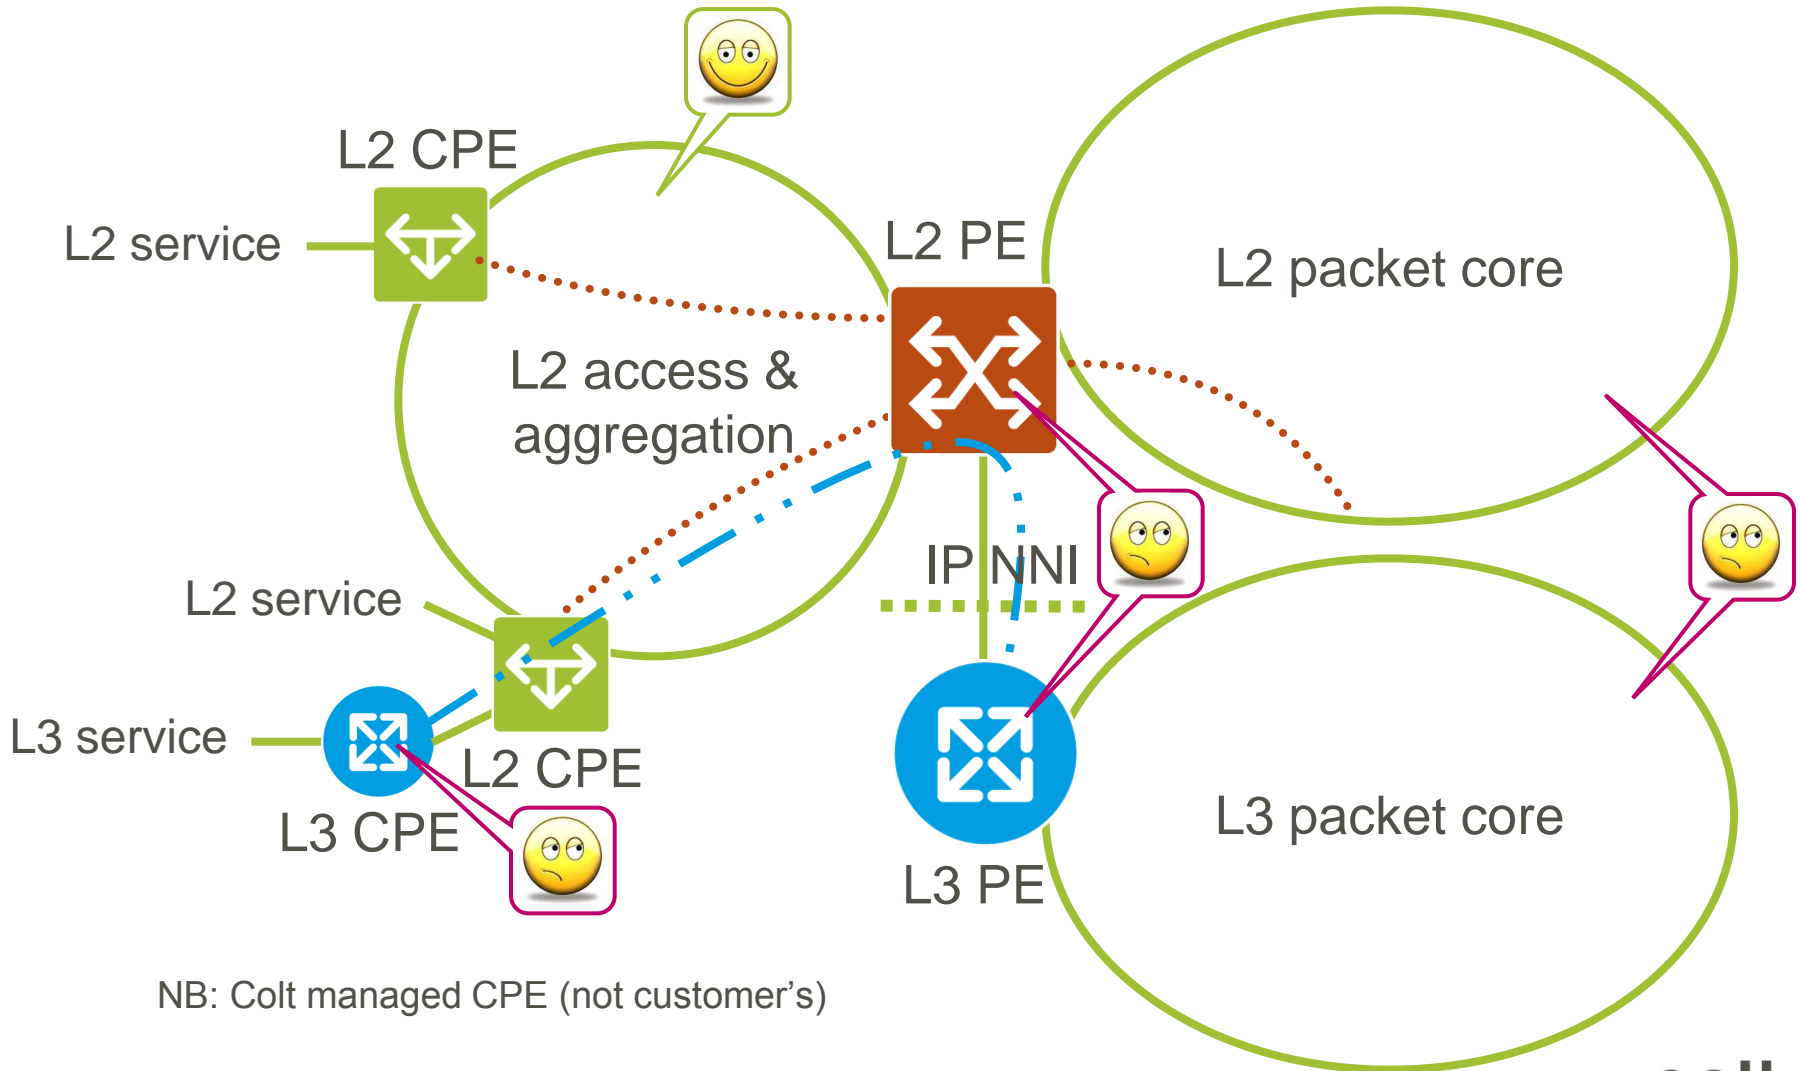 L2 CPE
L2 service
L2 PE
L2 packet core
L2 access &
aggregation
IP NNI
L2 service
L3 service
L2 CPE
L3 CPE
L3 packet core
L3 PE
NB: Colt managed CPE (not customer’s)